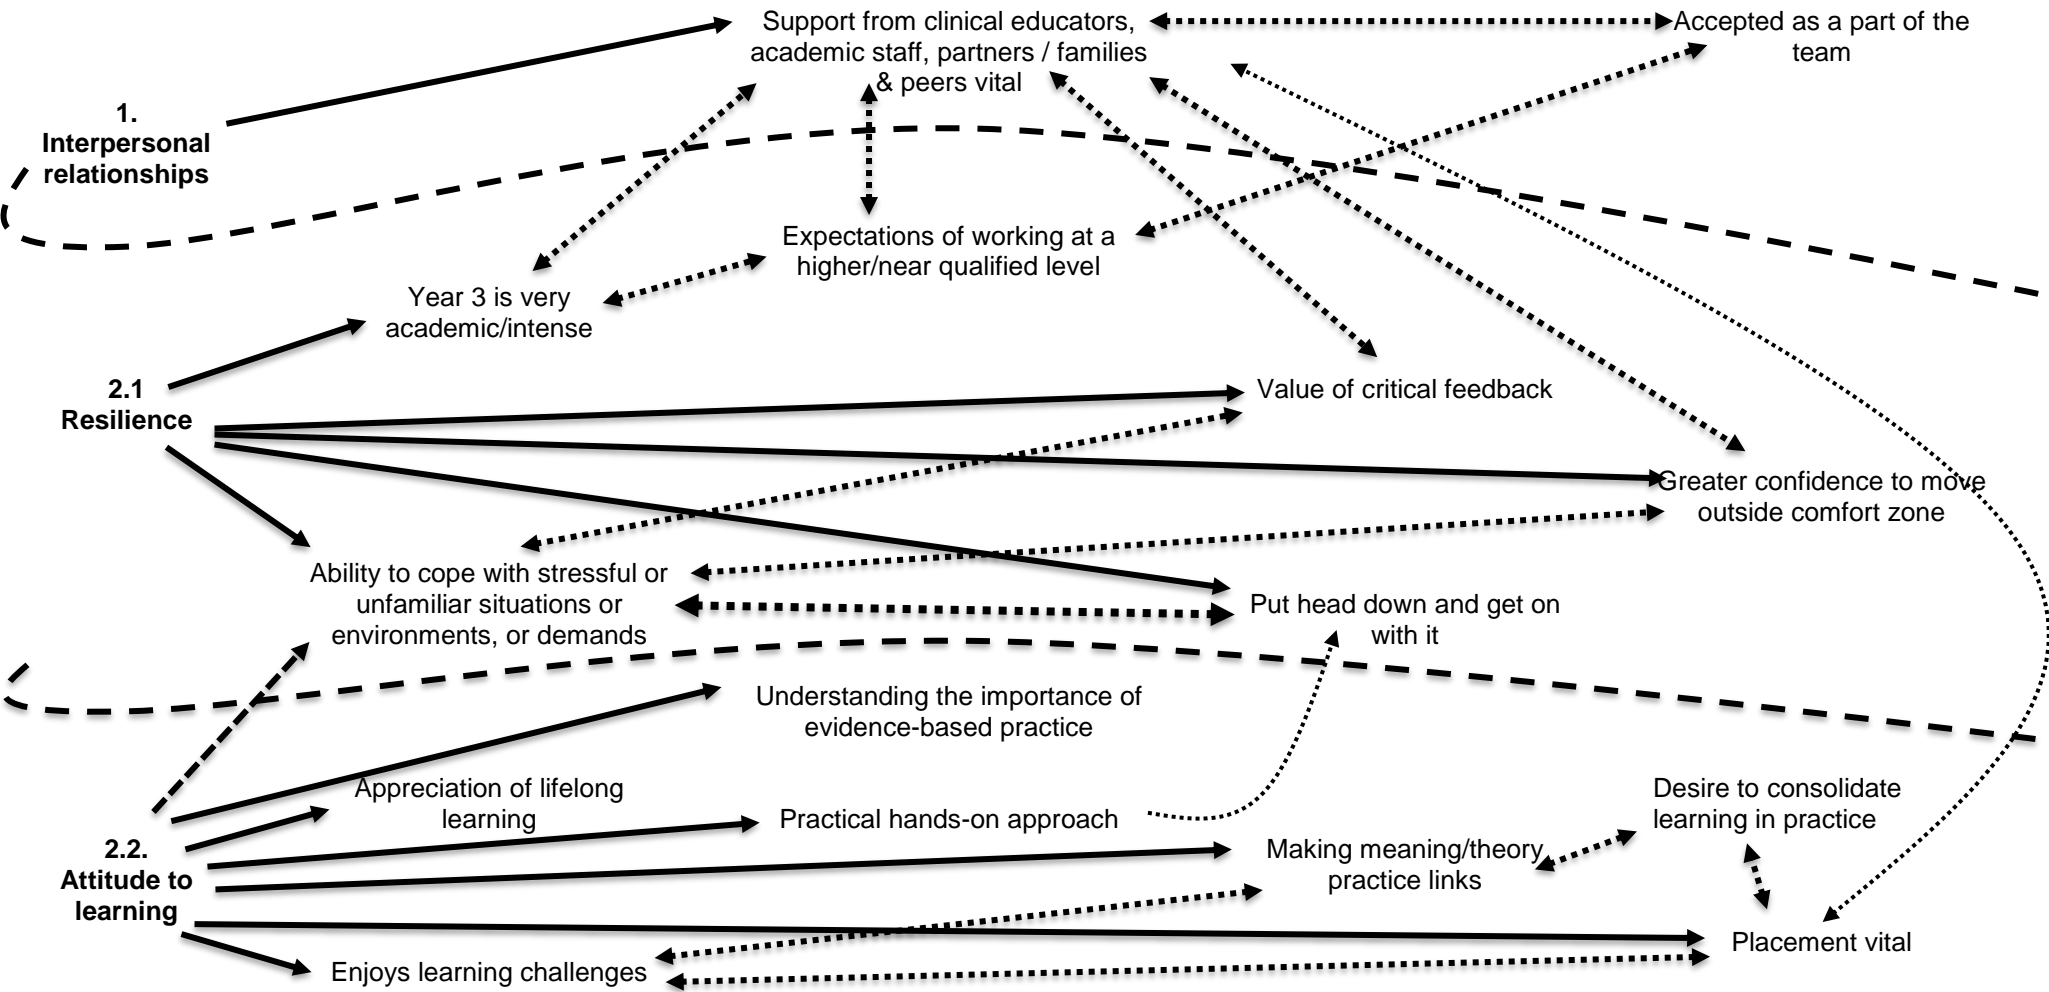 Support from clinical educators,
academic staff, partners / families
& peers vital
Accepted as a part of the
team
1.
Interpersonal
relationships
Expectations of working at a
higher/near qualified level
Year 3 is very
academic/intense
2.1
Resilience
Value of critical feedback
Greater confidence to move
outside comfort zone
Ability to cope with stressful or
unfamiliar situations or
environments, or demands
Put head down and get on
with it
Understanding the importance of
evidence-based practice
Appreciation of lifelong
learning
Practical hands-on approach
Desire to consolidate
learning in practice
2.2.
Attitude to
learning
Making meaning/theory
practice links
Placement vital
Enjoys learning challenges